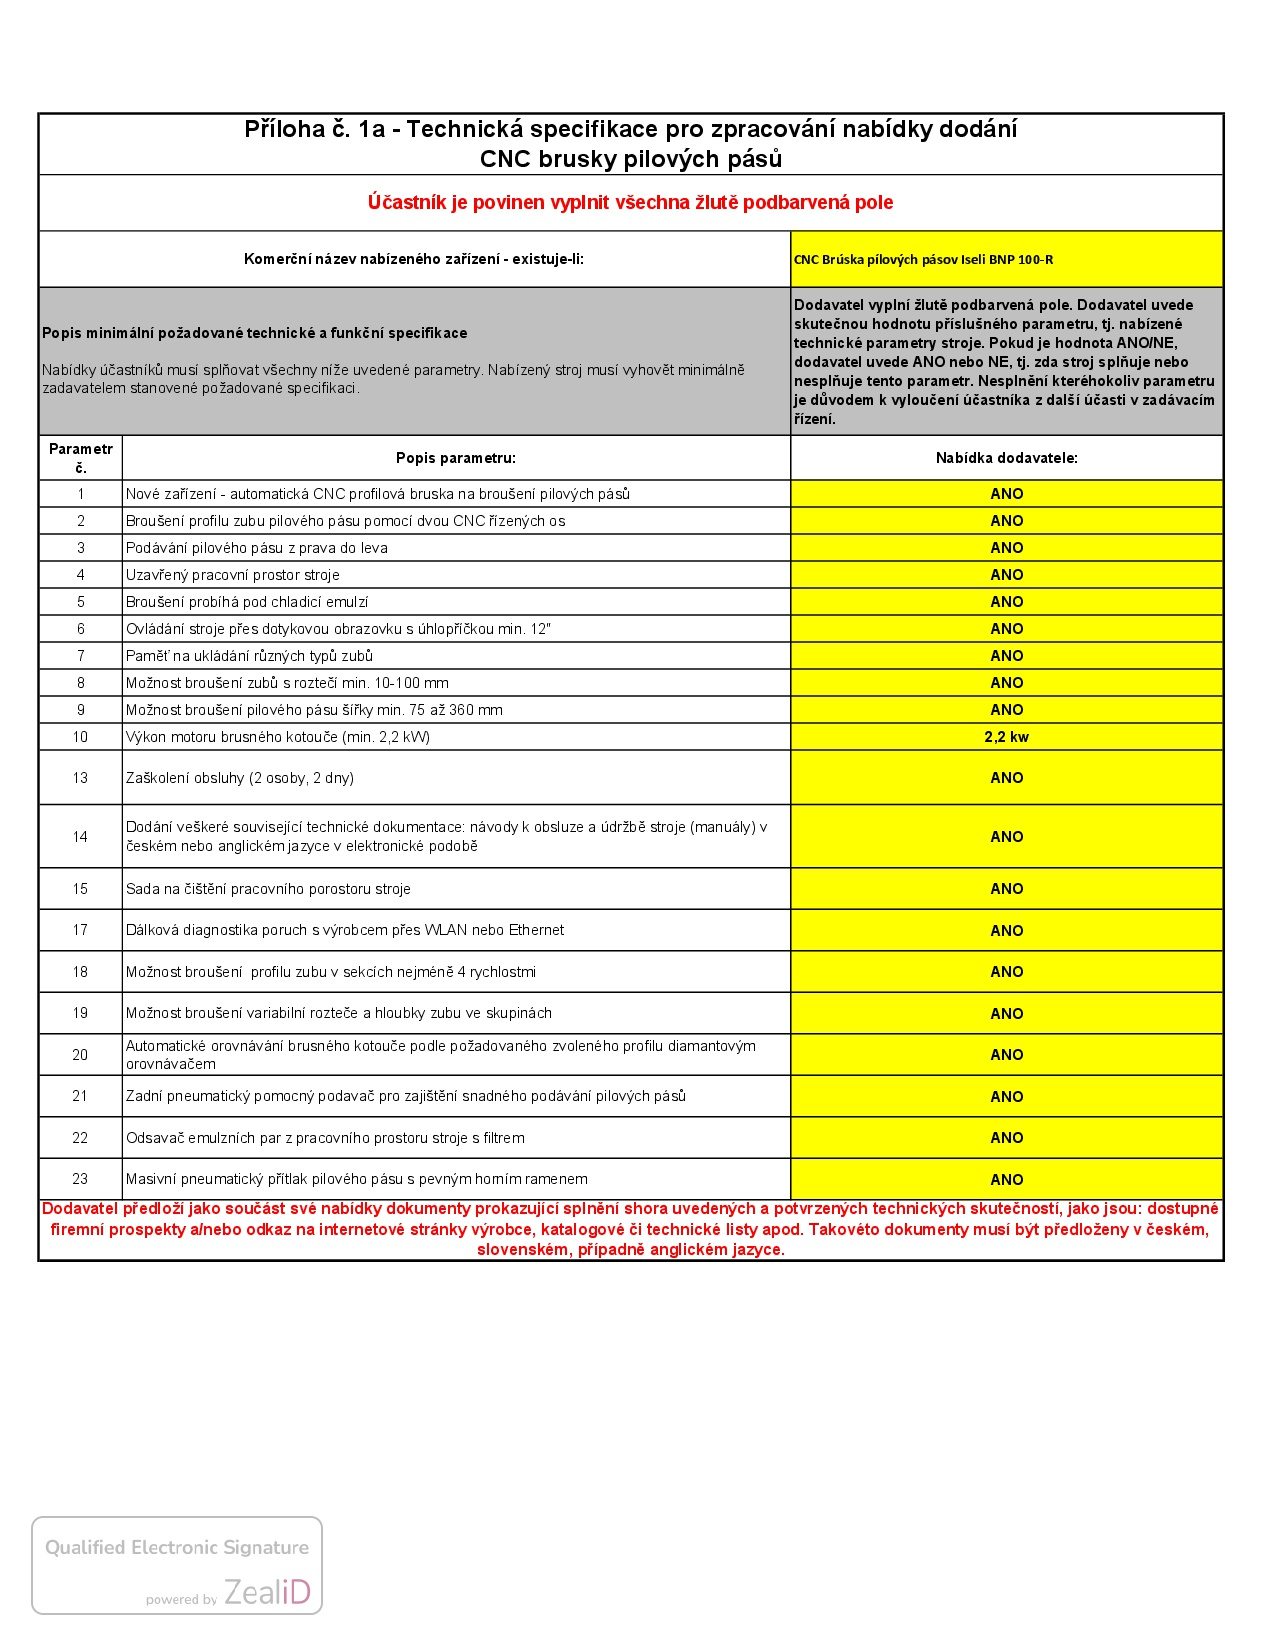 Příloha č. 1a - Technická specifikace pro zpracování nabídky dodání
CNC brusky pilových pásů
Účastník je povinen vyplnit všechna žlutě podbarvená pole
Komerční název nabízeného zařízení - existuje-li:
CNC Brúska pílových pásov Iseli BNP 100-R
Popis minimální požadované technické a funkční specifikace
Nabídky účastníků musí splňovat všechny níže uvedené parametry. Nabízený stroj musí vyhovět minimálně
zadavatelem stanovené požadované specifikaci.
Dodavatel vyplní žlutě podbarvená pole. Dodavatel uvede
skutečnou hodnotu příslušného parametru, tj. nabízené
technické parametry stroje. Pokud je hodnota ANO/NE,
dodavatel uvede ANO nebo NE, tj. zda stroj splňuje nebo
nesplňuje tento parametr. Nesplnění kteréhokoliv parametru
je důvodem k vyloučení účastníka z další účasti v zadávacím
řízení.
Parametr
č.
Popis parametru:
Nabídka dodavatele:
1 Nové zařízení - automatická CNC profilová bruska na broušení pilových pásů ANO
2 Broušení profilu zubu pilového pásu pomocí dvou CNC řízených os ANO
3 Podávání pilového pásu z prava do leva ANO
4 Uzavřený pracovní prostor stroje ANO
5 Broušení probíhá pod chladicí emulzí ANO
6 Ovládání stroje přes dotykovou obrazovku s úhlopříčkou min. 12" ANO
7 Paměť na ukládání různých typů zubů ANO
8 Možnost broušení zubů s roztečí min. 10-100 mm ANO
9 Možnost broušení pilového pásu šířky min. 75 až 360 mm ANO
10 Výkon motoru brusného kotouče (min. 2,2 kW) 2,2 kw
13 Zaškolení obsluhy (2 osoby, 2 dny) ANO
14 Dodání veškeré související technické dokumentace: návody k obsluze a údržbě stroje (manuály) v
českém nebo anglickém jazyce v elektronické podobě ANO
15 Sada na čištění pracovního porostoru stroje ANO
17 Dálková diagnostika poruch s výrobcem přes WLAN nebo Ethernet ANO
18 Možnost broušení  profilu zubu v sekcích nejméně 4 rychlostmi ANO
19 Možnost broušení variabilní rozteče a hloubky zubu ve skupinách ANO
20 Automatické orovnávání brusného kotouče podle požadovaného zvoleného profilu diamantovým
orovnávačem ANO
21 Zadní pneumatický pomocný podavač pro zajištění snadného podávání pilových pásů ANO
22 Odsavač emulzních par z pracovního prostoru stroje s filtrem ANO
23 Masivní pneumatický přítlak pilového pásu s pevným horním ramenem ANO
Dodavatel předloží jako součást své nabídky dokumenty prokazující splnění shora uvedených a potvrzených technických skutečností, jako jsou: dostupné
firemní prospekty a/nebo odkaz na internetové stránky výrobce, katalogové či technické listy apod. Takovéto dokumenty musí být předloženy v českém,
slovenském, případně anglickém jazyce.
Qualified Electronic Signature
powered by ZealiD